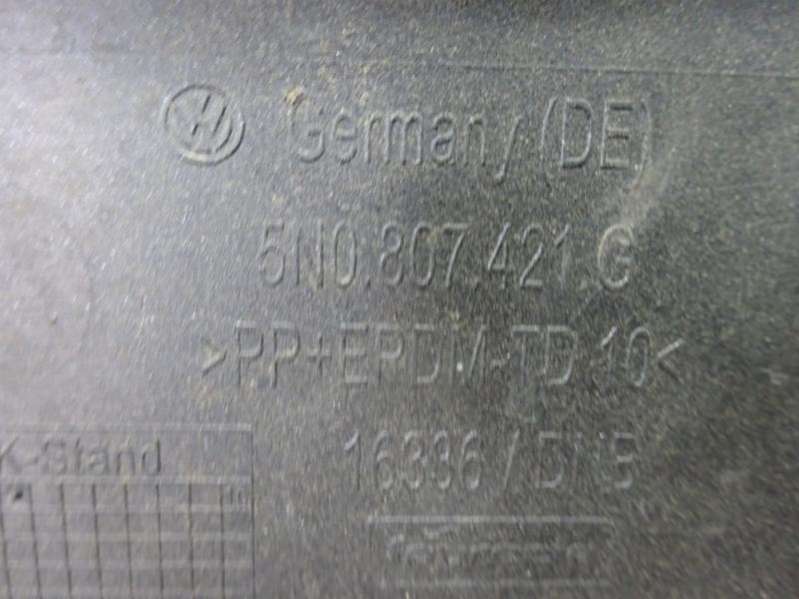 Germany (DE)
5N0.807.421.G
>PP+EPDM-TD 10<
K-Stand